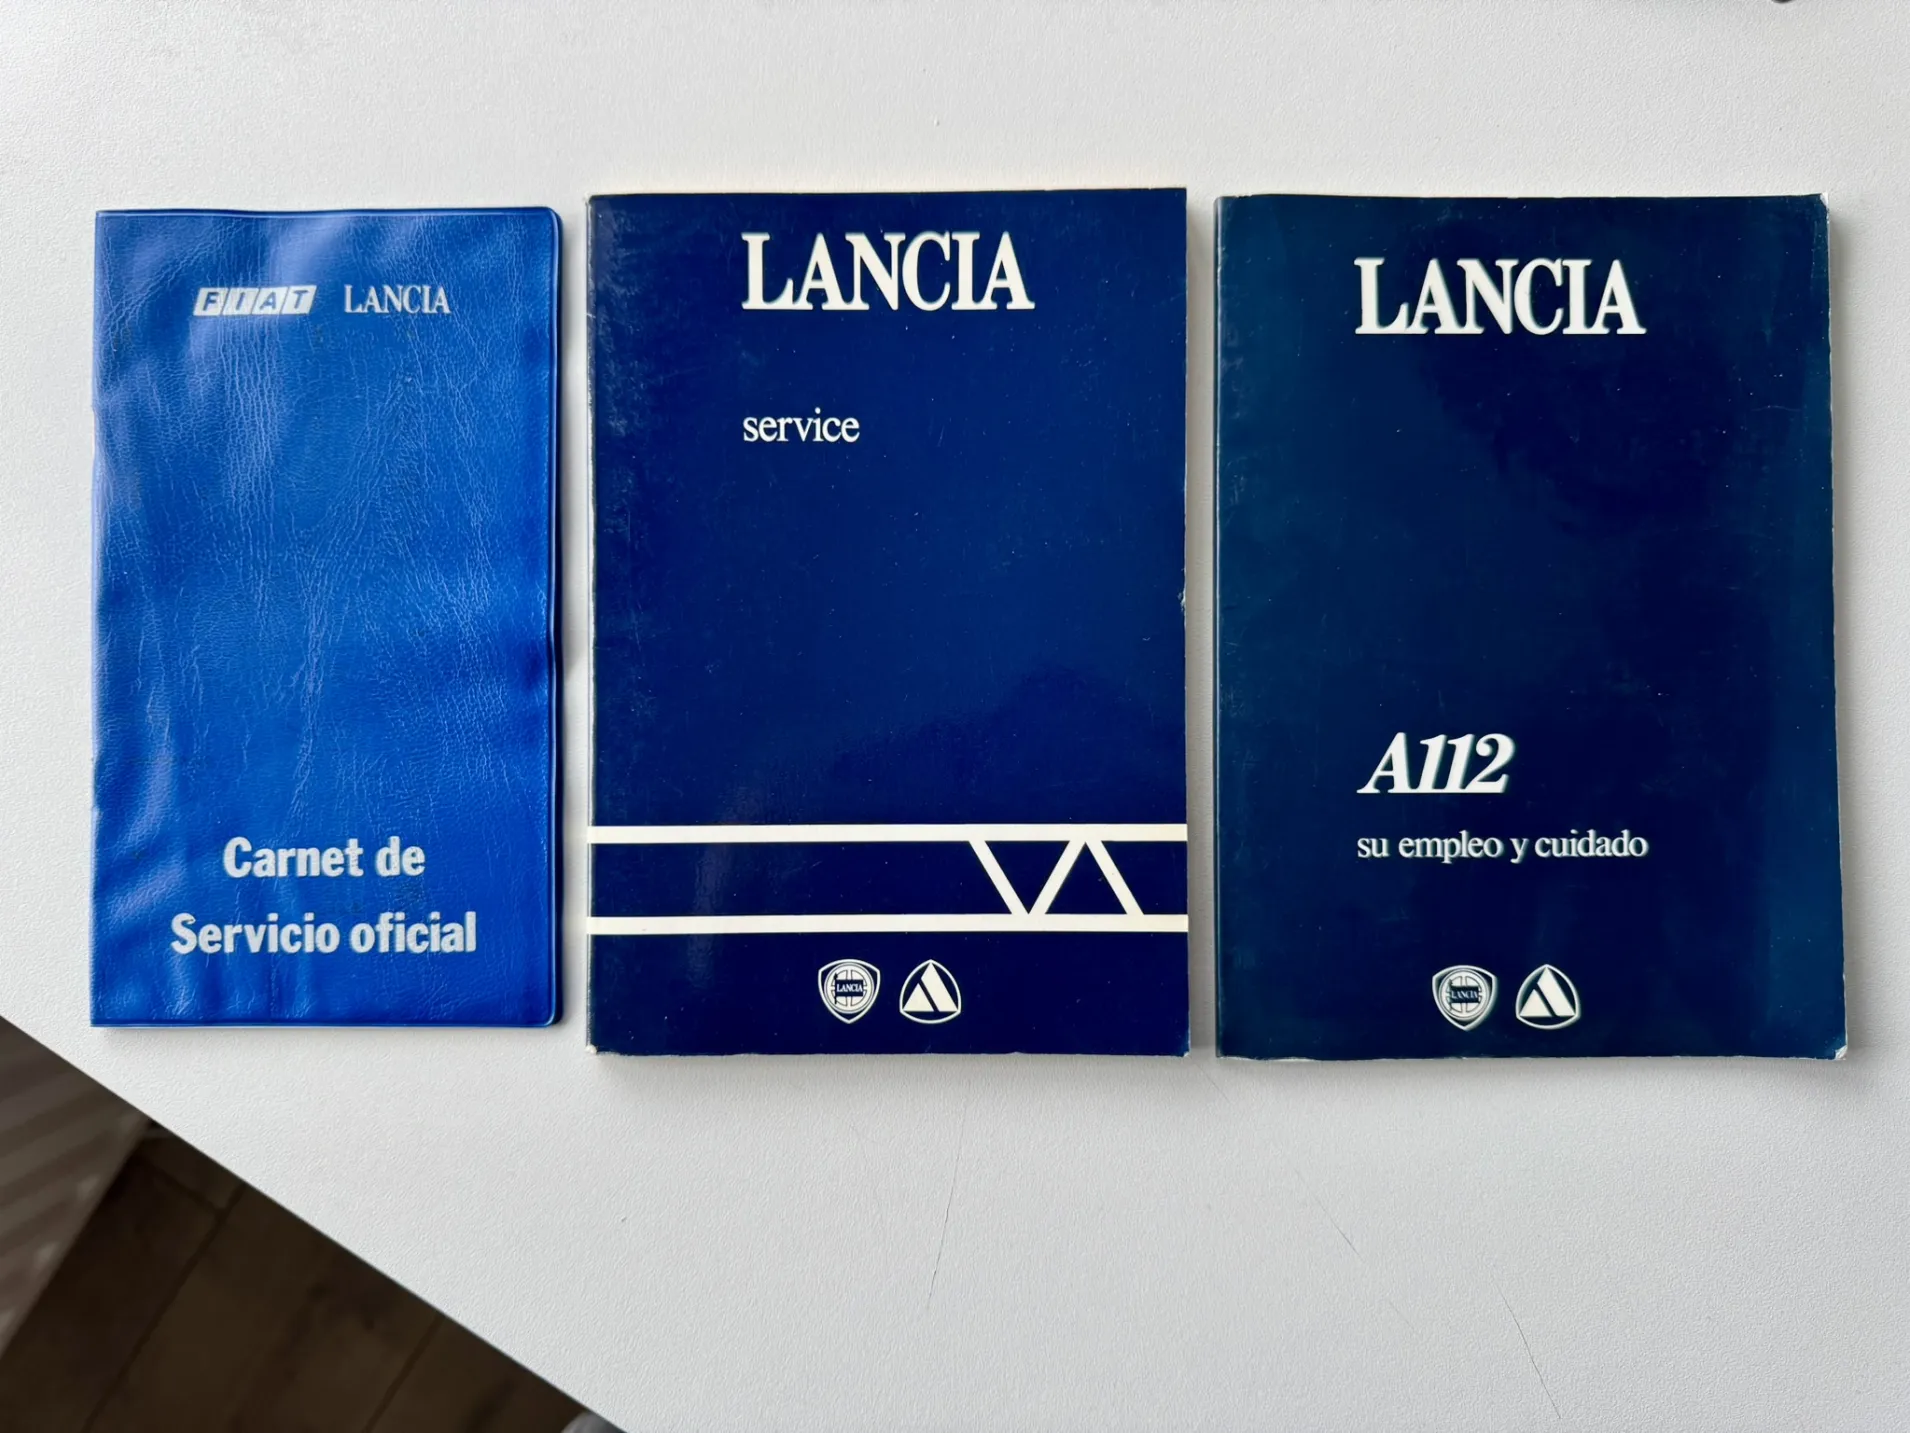 FIAT LANCIA
Carnet de
Servicio oficial
LANCIA
service
LANCIA
LANCIA
A112
su empleo y cuidado
LANCIA